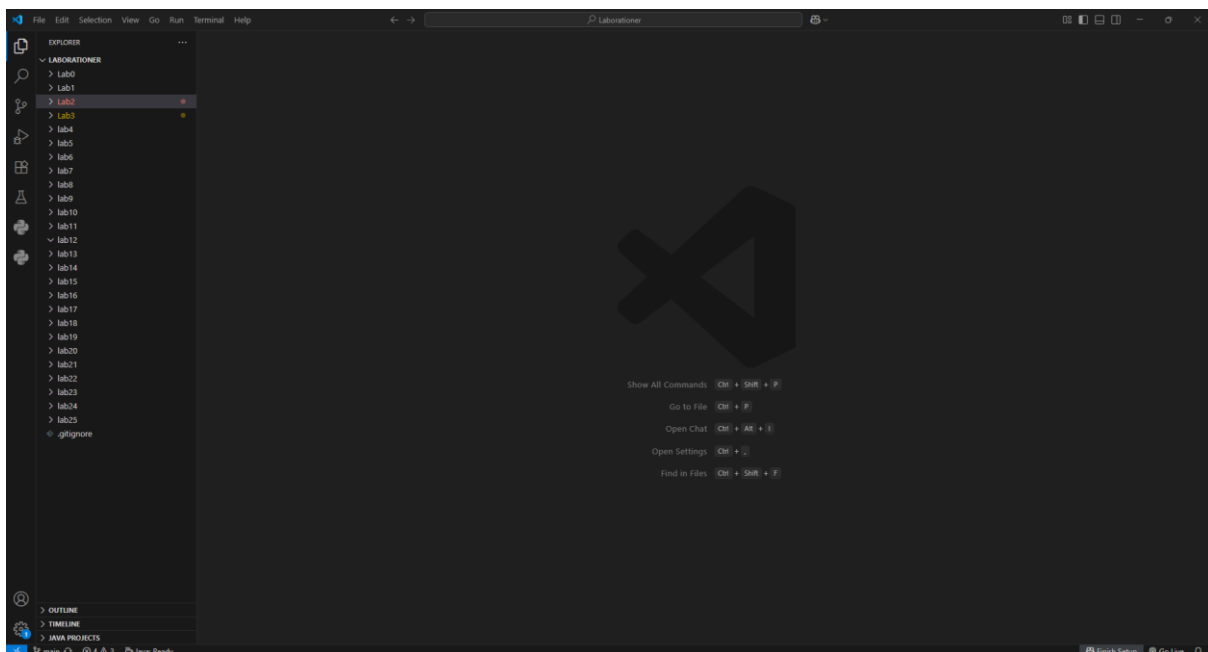 File Edit Selection View Go Run Terminal Help
Laborationer
EXPLORER
LABORATIONER
Lab0
Lab1
Lab2
Lab3
lab4
lab5
lab6
lab7
lab8
lab9
lab10
lab11
lab12
lab13
lab14
lab15
lab16
lab17
lab18
lab19
lab20
lab21
lab22
lab23
lab24
lab25
.gitignore
Show All Commands Ctrl + Shift + P
Go to File Ctrl + P
Open Chat Ctrl + Alt + I
Open Settings Ctrl + ,
Find in Files Ctrl + Shift + F
OUTLINE
TIMELINE
JAVA PROJECTS
1
main 4 3 Java: Ready
Finish Setup Go Live